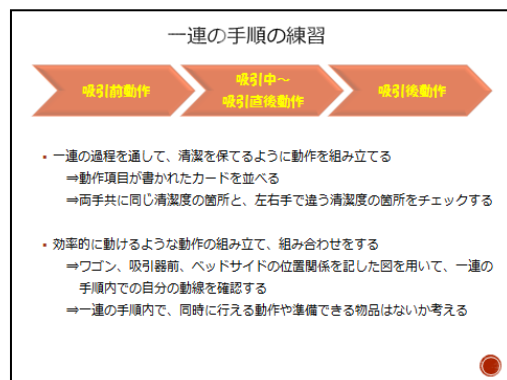 一連の手順の練習
吸引前動作
吸引中～
吸引直後動作
吸引後動作
• 一連の過程を通して、清潔を保てるように動作を組み立てる
⇒動作項目が書かれたカードを並べる
⇒両手共に同じ清潔度の箇所と、左右手で違う清潔度の箇所をチェックする
• 効率的に動けるような動作の組み立て、組み合わせをする
⇒ワゴン、吸引器前、ベッドサイドの位置関係を記した図を用いて、一連の
手順内での自分の動線を確認する
⇒一連の手順内で、同時に行える動作や準備できる物品はないか考える